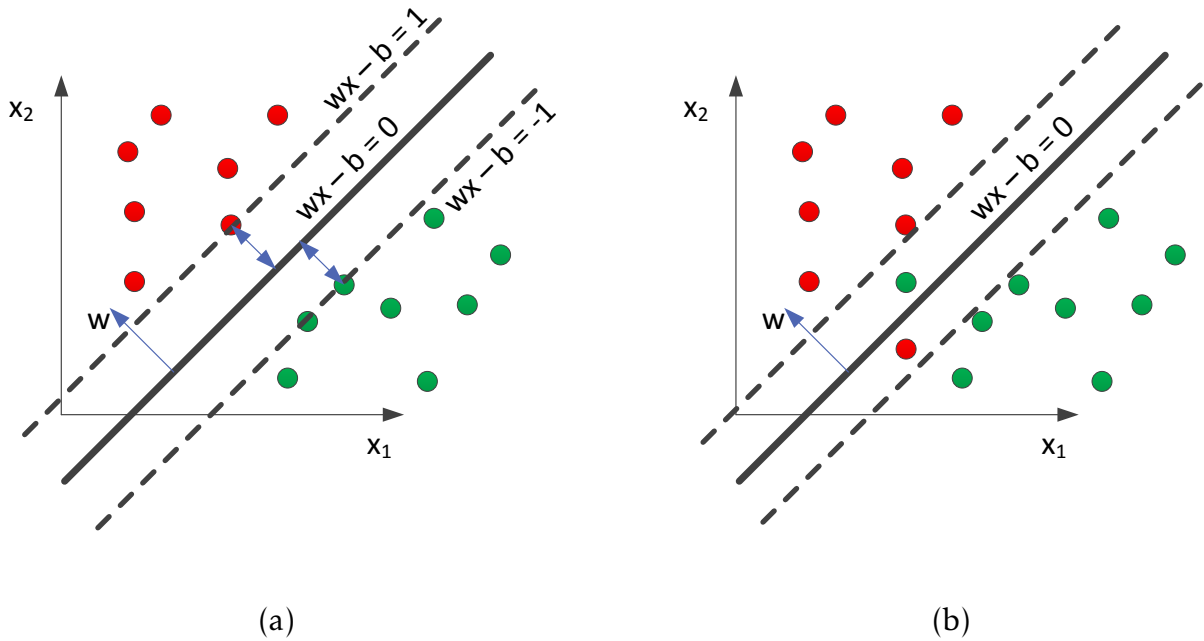 x₂
wx – b = 1
wx – b = 0
wx – b = -1
w
x₁
(a)
x₂
wx – b = 0
w
x₁
(b)